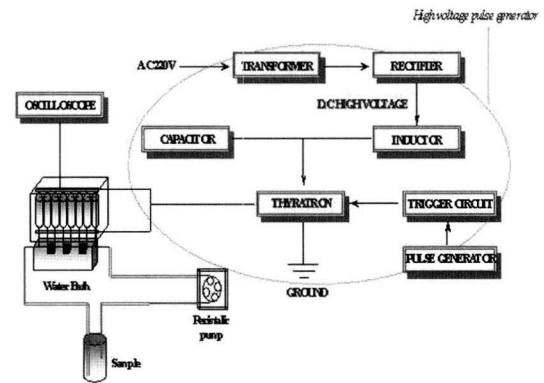 High voltage pulse generator
AC220V
TRANSFORMER
RECTIFIER
D.C HIGH VOLTAGE
OSCILLOSCOPE
CAPACITOR
INDUCTOR
THYRATRON
TRIGGER CIRCUIT
PULSE GENERATOR
GROUND
Water Bath
Peristalic
pump
Sample